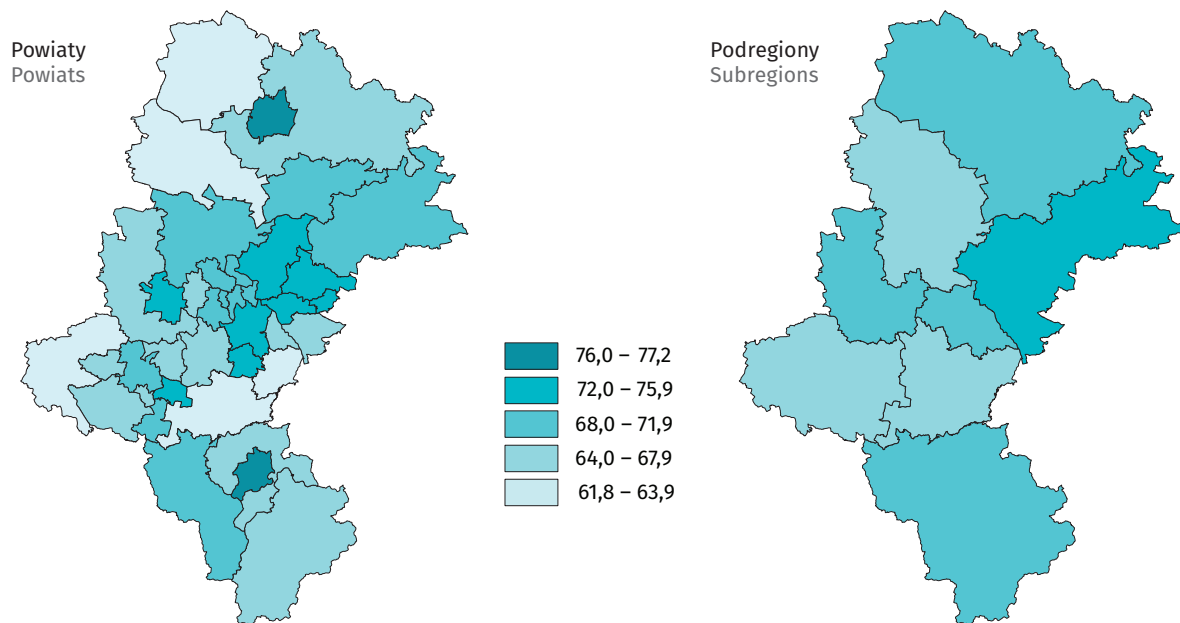 Powiaty
Powiats
Podregiony
Subregions
76,0 – 77,2
72,0 – 75,9
68,0 – 71,9
64,0 – 67,9
61,8 – 63,9